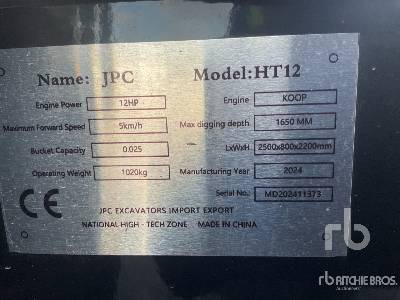 Name: JPC Model:HT12
Engine Power 12HP Engine KOOP
Maximum Forward Speed 5km/h Max digging depth 1650 MM
Bucket Capacity 0.025 LxWxH 2500x800x2200mm
Operating Weight 1020kg Manufacturing Year 2024
Serial No.: MD202411373
CE JPC EXCAVATORS IMPORT EXPORT
NATIONAL HIGH - TECH ZONE MADE IN CHINA
rb
rb RITCHIE BROS.
Auctioneers